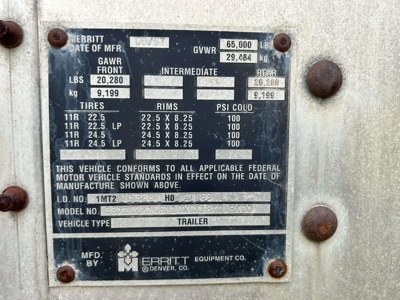 MERRITT
DATE OF MFR. GVWR 65,000 LBS
29,484 kg
GAWR
FRONT INTERMEDIATE REAR
LBS 20,280 20,280
kg 9,199 9,199
TIRES RIMS PSI COLD
11R 22.5 22.5 X 8.25 100
11R 22.5 LP 22.5 X 8.25 100
11R 24.5 24.5 X 8.25 100
11R 24.5 LP 24.5 X 8.25 100
THIS VEHICLE CONFORMS TO ALL APPLICABLE FEDERAL
MOTOR VEHICLE STANDARDS IN EFFECT ON THE DATE OF
MANUFACTURE SHOWN ABOVE.
I.D. NO. 1MT2 H0
MODEL NO.
VEHICLE TYPE TRAILER
MFD. BY MERRITT EQUIPMENT CO.
© DENVER, CO.